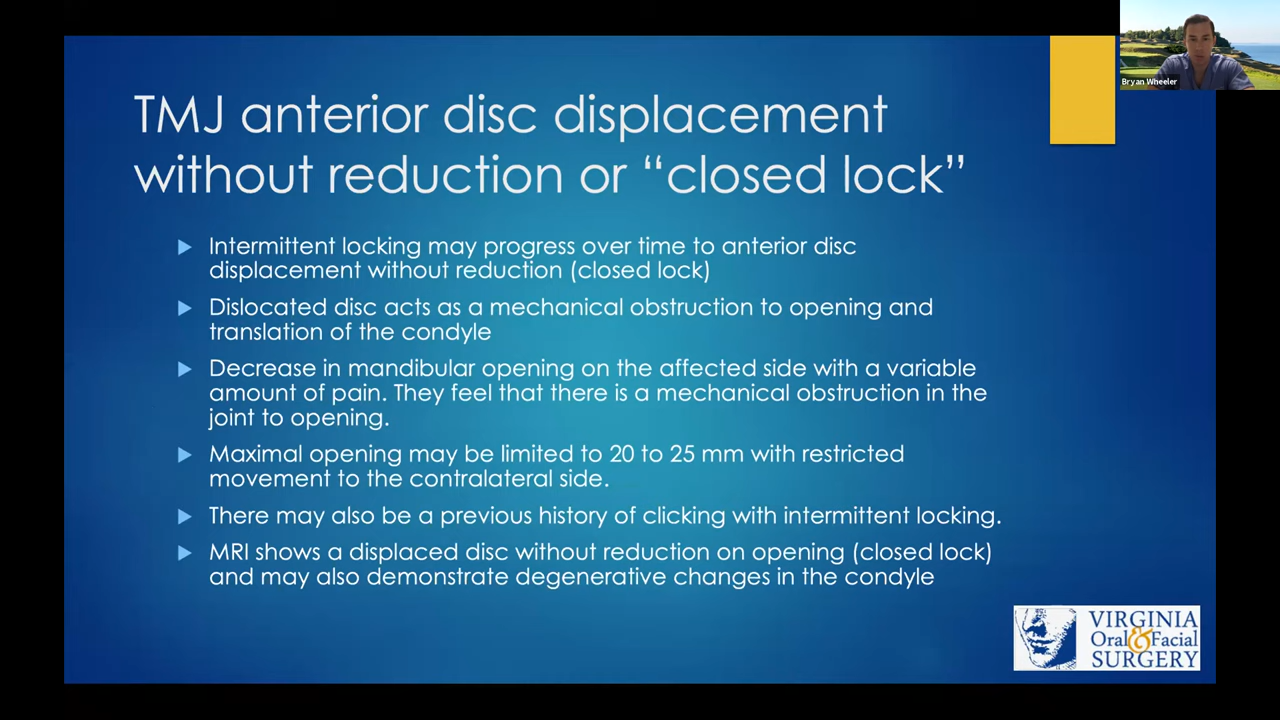 Bryan Wheeler
TMJ anterior disc displacement
without reduction or “closed lock”
Intermittent locking may progress over time to anterior disc
displacement without reduction (closed lock)
Dislocated disc acts as a mechanical obstruction to opening and
translation of the condyle
Decrease in mandibular opening on the affected side with a variable
amount of pain. They feel that there is a mechanical obstruction in the
joint to opening.
Maximal opening may be limited to 20 to 25 mm with restricted
movement to the contralateral side.
There may also be a previous history of clicking with intermittent locking.
MRI shows a displaced disc without reduction on opening (closed lock)
and may also demonstrate degenerative changes in the condyle
VIRGINIA
Oral & Facial
SURGERY